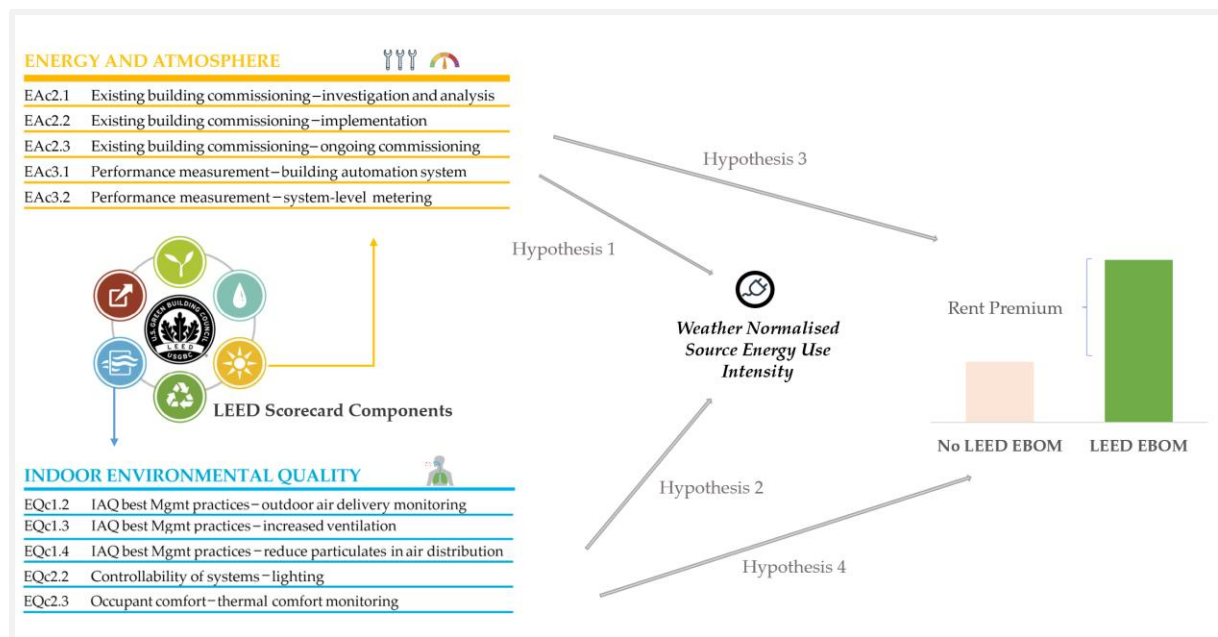 ENERGY AND ATMOSPHERE
EAc2.1 Existing building commissioning–investigation and analysis
EAc2.2 Existing building commissioning–implementation
EAc2.3 Existing building commissioning–ongoing commissioning
EAc3.1 Performance measurement–building automation system
EAc3.2 Performance measurement–system-level metering
Hypothesis 3
Hypothesis 1
U.S. GREEN BUILDING COUNCIL
LEED
USGBC
LEED Scorecard Components
Weather Normalised
Source Energy Use
Intensity
Rent Premium
No LEED EBOM
LEED EBOM
INDOOR ENVIRONMENTAL QUALITY
EQc1.2 IAQ best Mgmt practices–outdoor air delivery monitoring
EQc1.3 IAQ best Mgmt practices–increased ventilation
EQc1.4 IAQ best Mgmt practices–reduce particulates in air distribution
EQc2.2 Controllability of systems–lighting
EQc2.3 Occupant comfort–thermal comfort monitoring
Hypothesis 2
Hypothesis 4